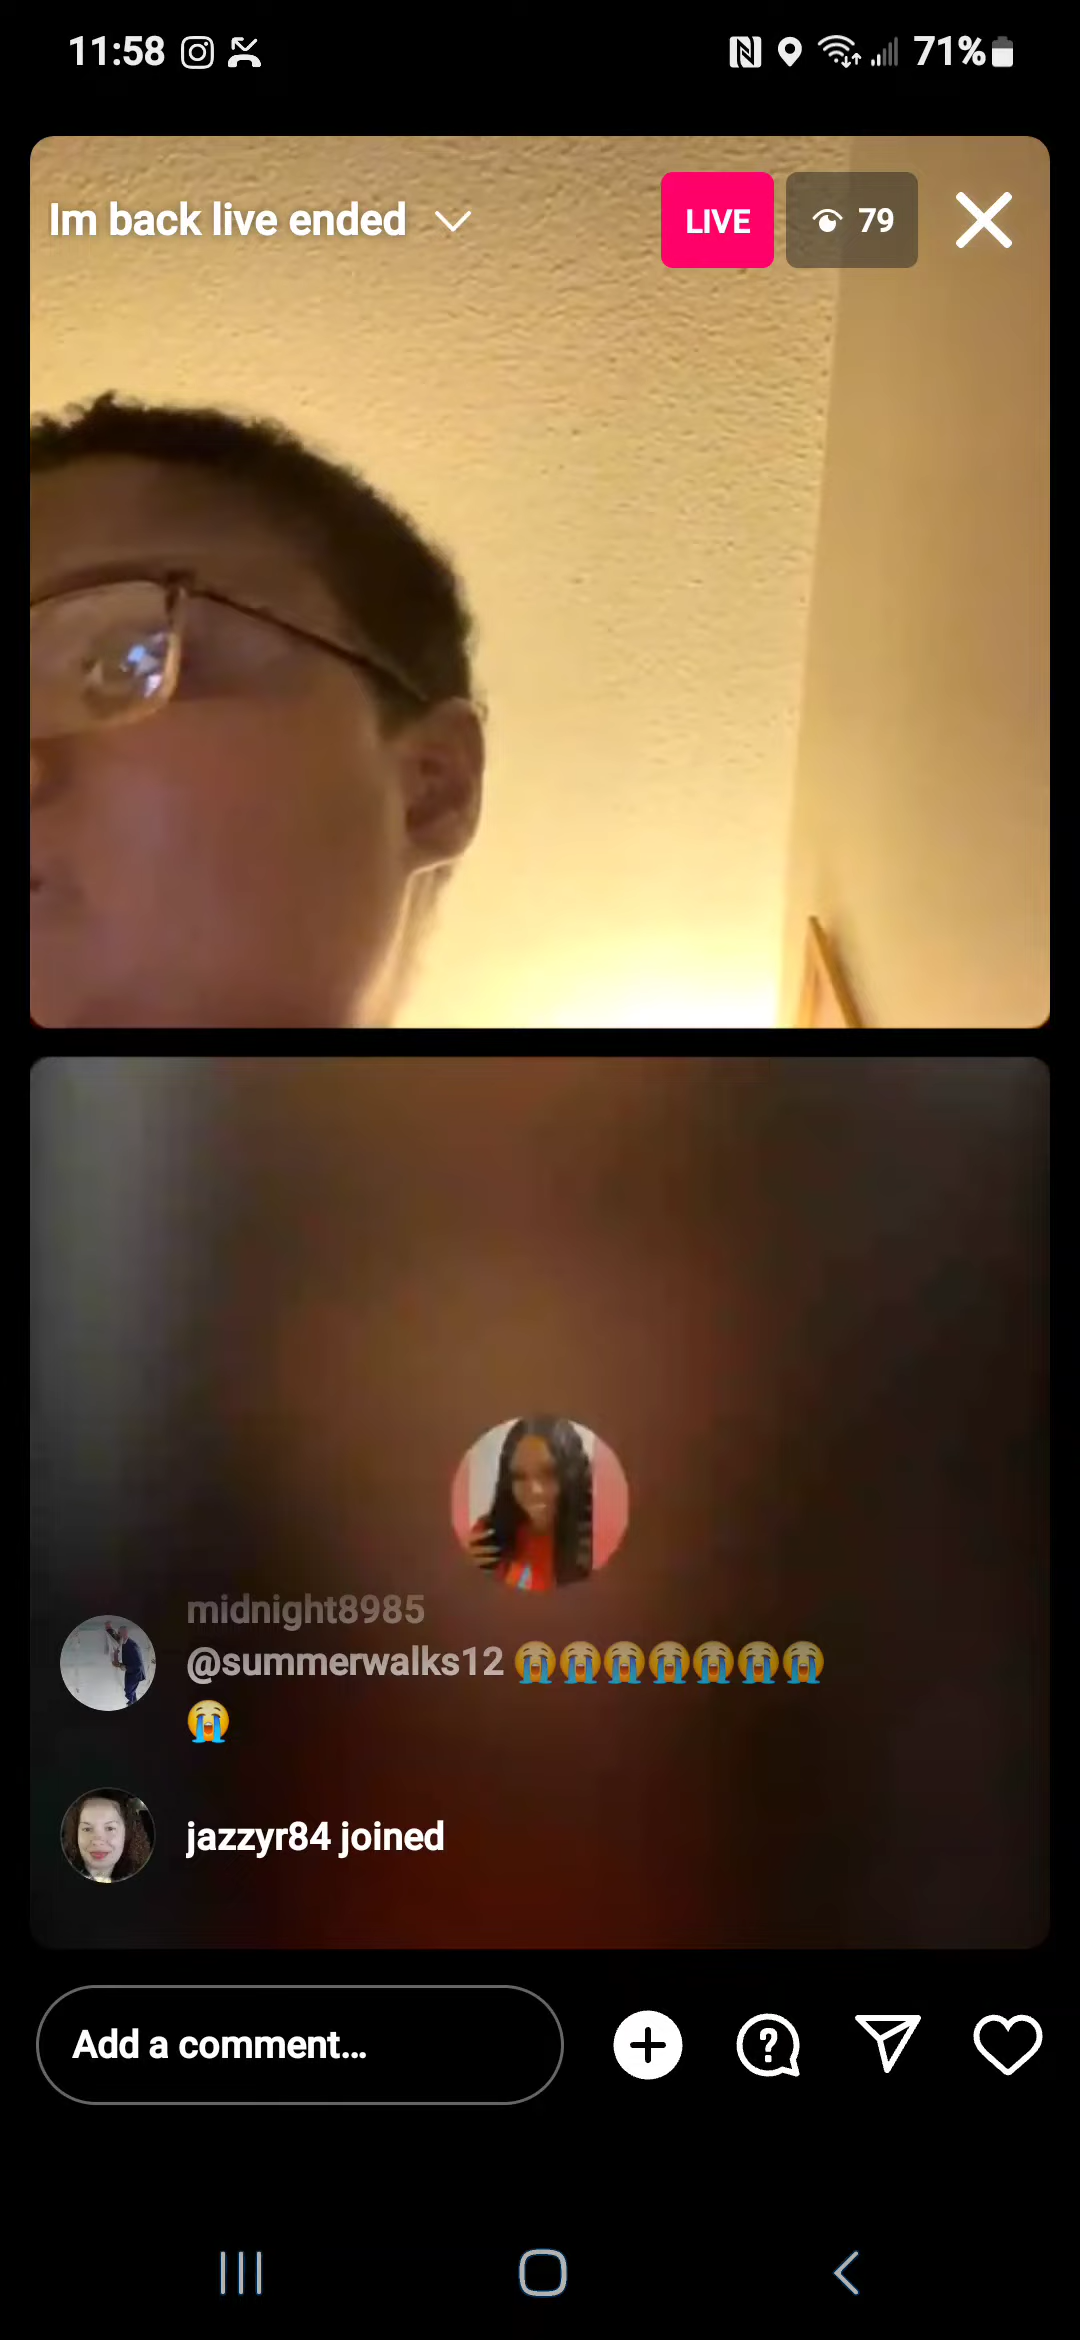 11:58
71%
Im back live ended
LIVE
79
midnight8985
@summerwalks12 😭😭😭😭😭😭😭
😭
jazzyr84 joined
Add a comment...